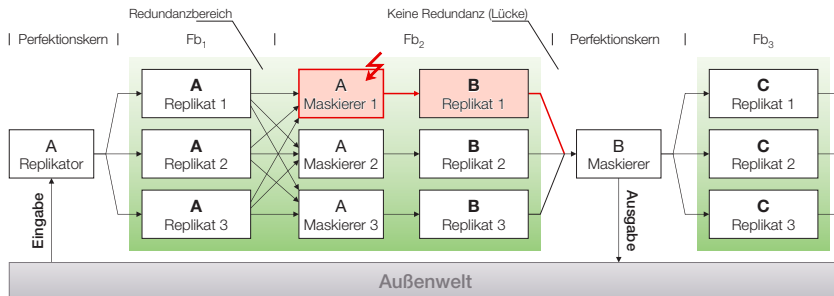 Redundanzbereich
Keine Redundanz (Lücke)
Perfektionskern
Fb1
Fb2
Perfektionskern
Fb3
A
Replikat 1
A
Maskierer 1
B
Replikat 1
C
Replikat 1
A
Replikator
A
Replikat 2
A
Maskierer 2
B
Replikat 2
B
Maskierer
C
Replikat 2
A
Replikat 3
A
Maskierer 3
B
Replikat 3
C
Replikat 3
Eingabe
Ausgabe
Außenwelt